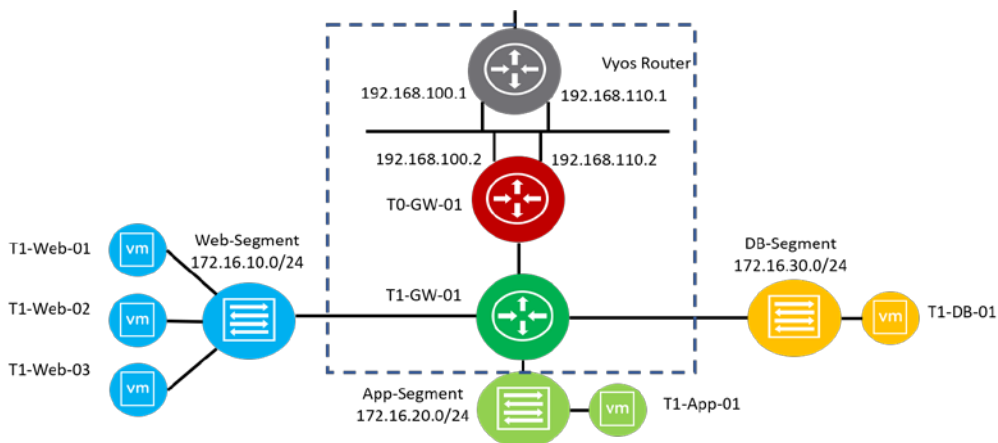 Vyos Router
192.168.100.1
192.168.110.1
192.168.100.2
192.168.110.2
T0-GW-01
T1-Web-01
vm
Web-Segment
172.16.10.0/24
DB-Segment
172.16.30.0/24
T1-GW-01
T1-Web-02
vm
vm
T1-DB-01
T1-Web-03
vm
App-Segment
172.16.20.0/24
vm
T1-App-01